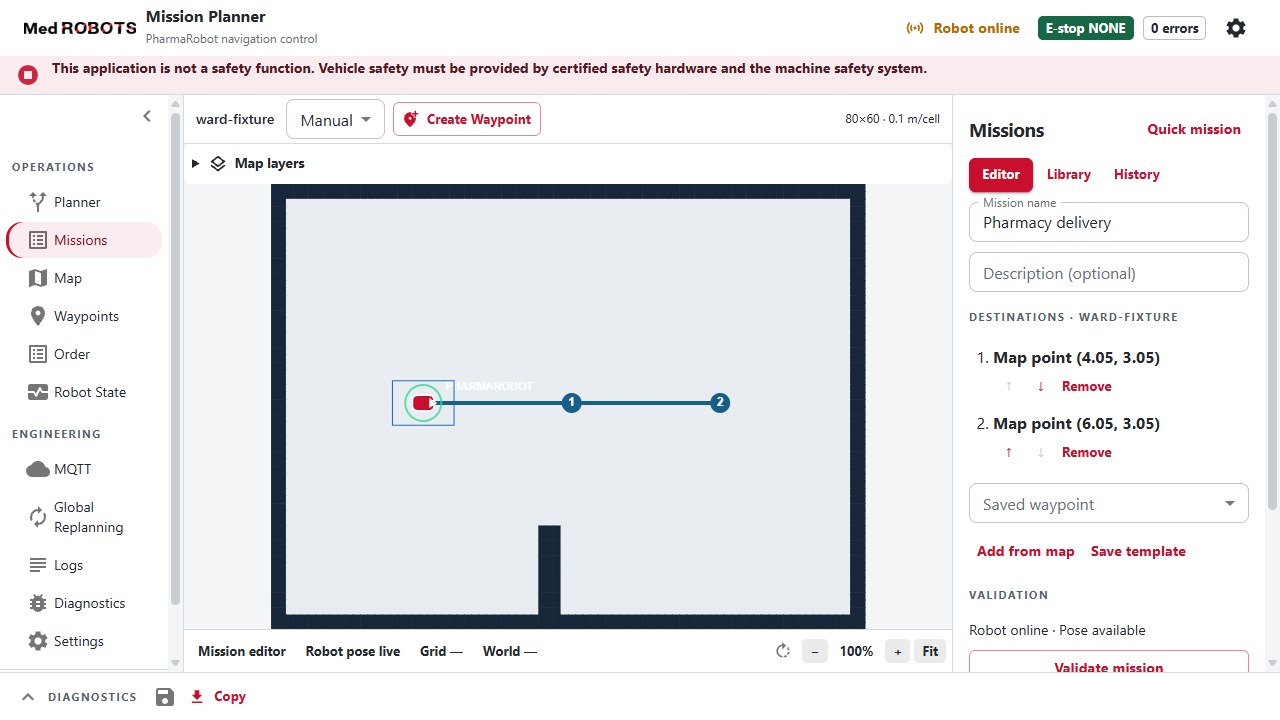 Med ROBOTS
Mission Planner
PharmaRobot navigation control
Robot online
E-stop NONE
0 errors
This application is not a safety function. Vehicle safety must be provided by certified safety hardware and the machine safety system.
OPERATIONS
Planner
Missions
Map
Waypoints
Order
Robot State
ENGINEERING
MQTT
Global
Replanning
Logs
Diagnostics
Settings
ward-fixture
Manual
Create Waypoint
80×60 · 0.1 m/cell
Map layers
PHARMAROBOT
1
2
Mission editor
Robot pose live
Grid —
World —
−
100%
+
Fit
Missions
Quick mission
Editor
Library
History
Mission name
Pharmacy delivery
Description (optional)
DESTINATIONS · WARD-FIXTURE
1. Map point (4.05, 3.05)
↑ ↓ Remove
2. Map point (6.05, 3.05)
↑ ↓ Remove
Saved waypoint
Add from map
Save template
VALIDATION
Robot online · Pose available
Validate mission
DIAGNOSTICS
Copy